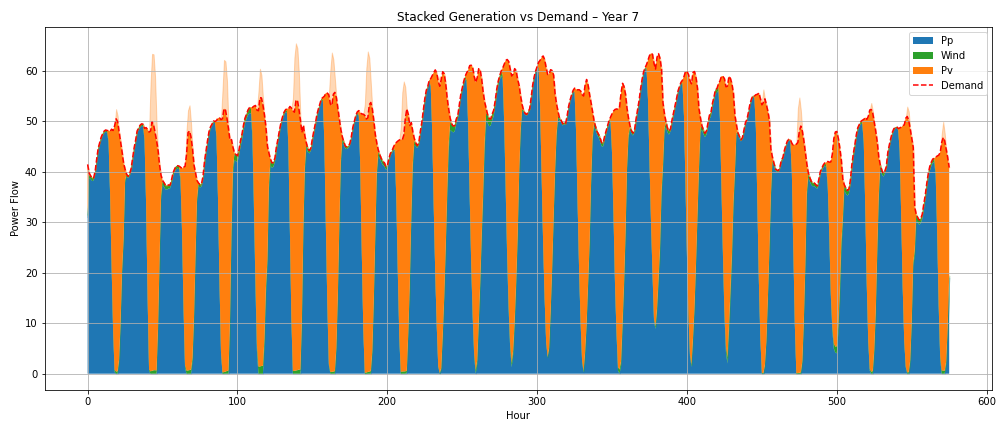 Stacked Generation vs Demand – Year 7
Pp
Wind
Pv
Demand
Power Flow
60
50
40
30
20
10
0
0 100 200 300 400 500 600
Hour